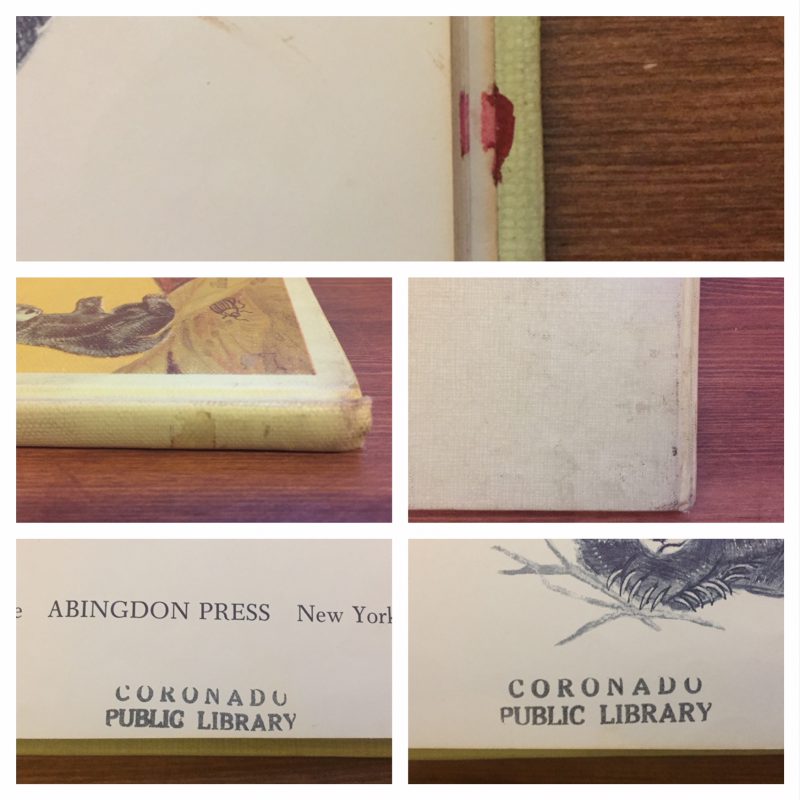 e ABINGDON PRESS New York
CORONADO
PUBLIC LIBRARY
CORONADO
PUBLIC LIBRARY